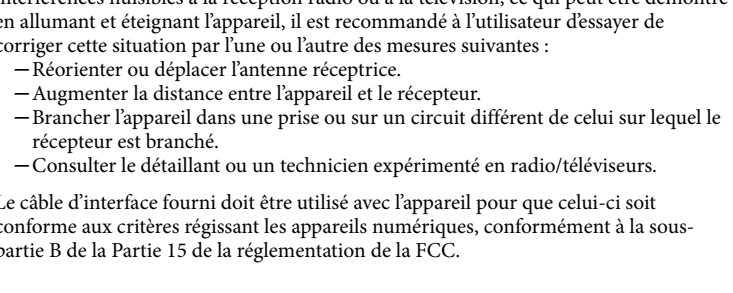 interférences nuisibles à la réception radio ou à la télévision, ce qui peut être démontré
en allumant et éteignant l’appareil, il est recommandé à l’utilisateur d’essayer de
corriger cette situation par l’une ou l’autre des mesures suivantes :
— Réorienter ou déplacer l’antenne réceptrice.
— Augmenter la distance entre l’appareil et le récepteur.
— Brancher l’appareil dans une prise ou sur un circuit différent de celui sur lequel le
récepteur est branché.
— Consulter le détaillant ou un technicien expérimenté en radio/téléviseurs.
Le câble d’interface fourni doit être utilisé avec l’appareil pour que celui-ci soit
conforme aux critères régissant les appareils numériques, conformément à la sous-
partie B de la Partie 15 de la réglementation de la FCC.